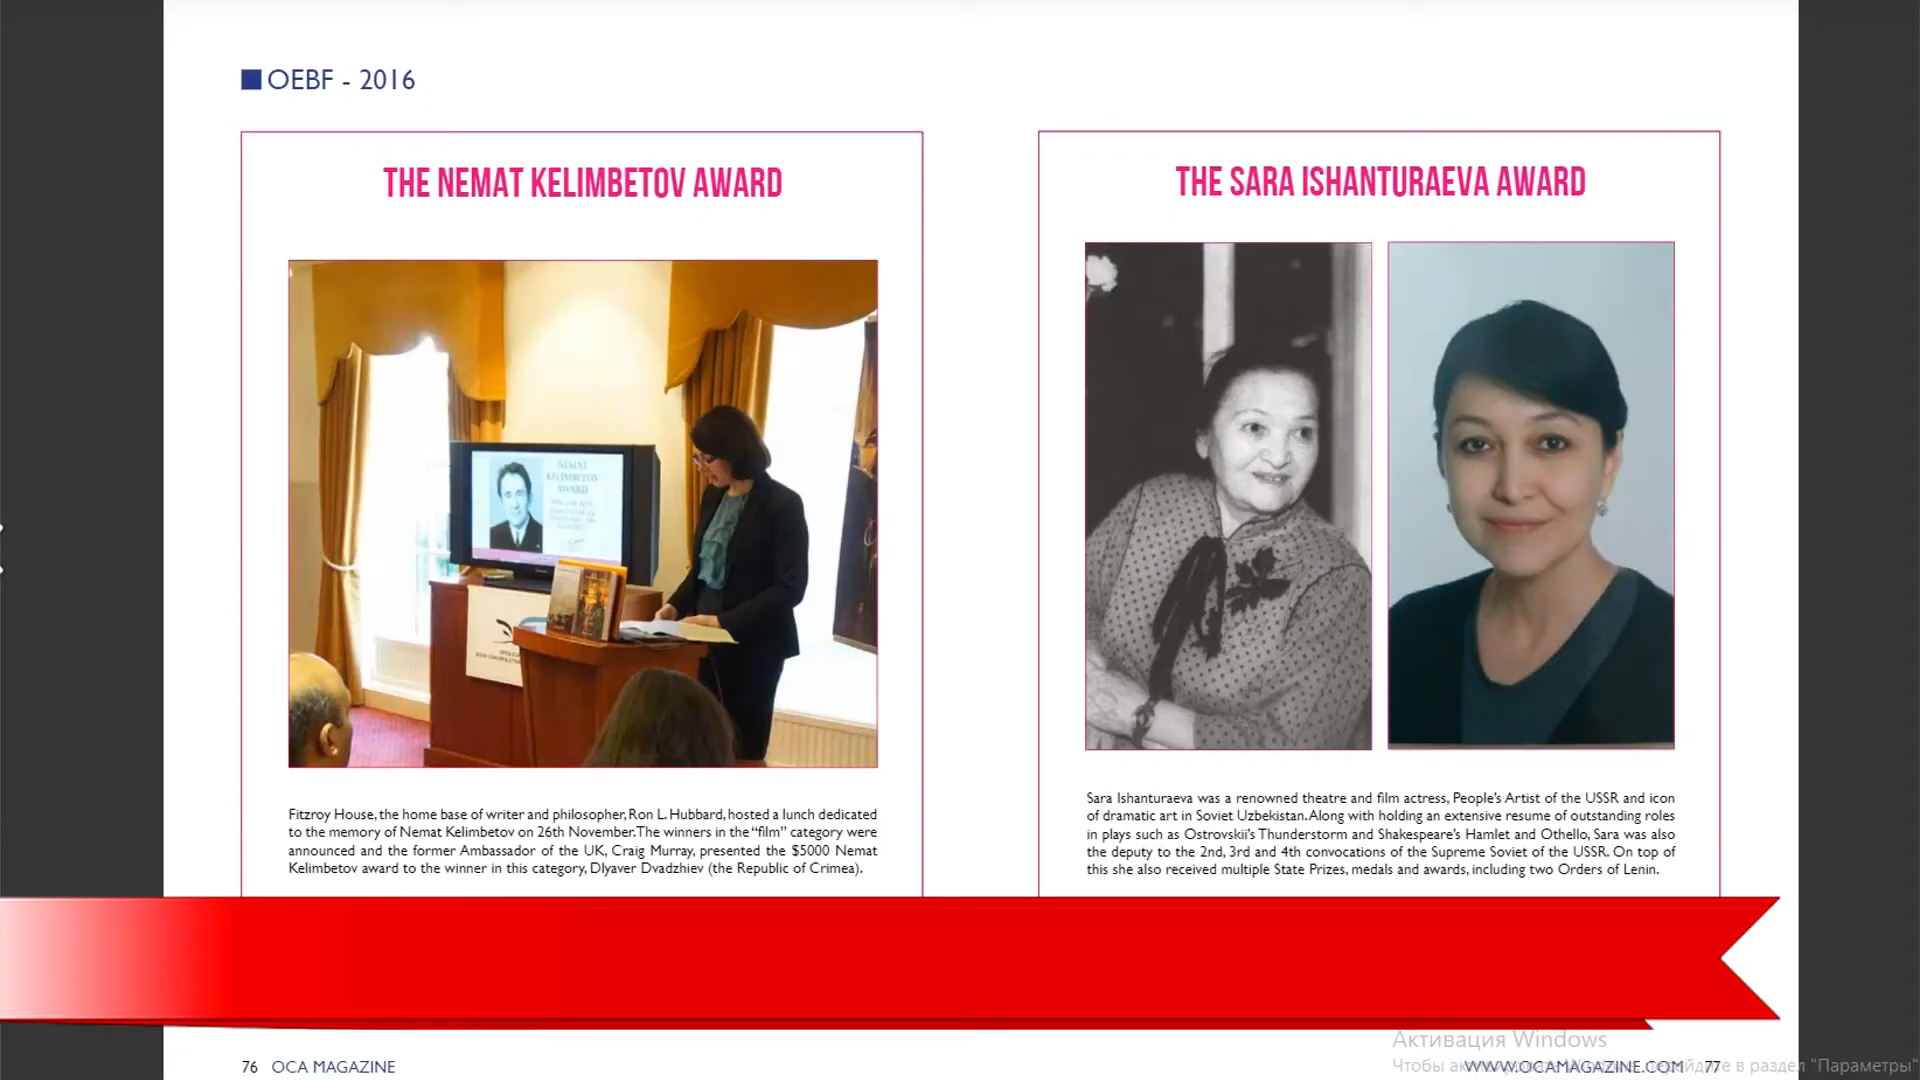 OEBF - 2016
THE NEMAT KELIMBETOV AWARD
NEMAT
KELIMBETOV
AWARD
Fitzroy House, the home base of writer and philosopher, Ron L. Hubbard, hosted a lunch dedicated
to the memory of Nemat Kelimbetov on 26th November. The winners in the “film” category were
announced and the former Ambassador of the UK, Craig Murray, presented the $5000 Nemat
Kelimbetov award to the winner in this category, Dlyaver Dvadzhiev (the Republic of Crimea).
THE SARA ISHANTURAEVA AWARD
Sara Ishanturaeva was a renowned theatre and film actress, People's Artist of the USSR and icon
of dramatic art in Soviet Uzbekistan. Along with holding an extensive resume of outstanding roles
in plays such as Ostrovskii's Thunderstorm and Shakespeare's Hamlet and Othello, Sara was also
the deputy to the 2nd, 3rd and 4th convocations of the Supreme Soviet of the USSR. On top of
this she also received multiple State Prizes, medals and awards, including two Orders of Lenin.
76 OCA MAGAZINE
WWW.OCAMAGAZINE.COM 77
Активация Windows
Чтобы в раздел "Параметры"